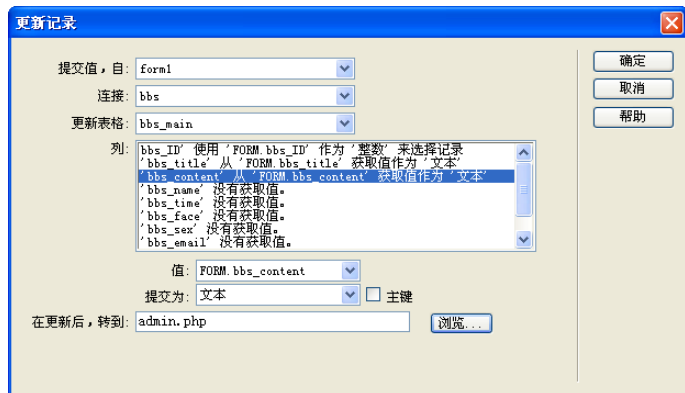 更新记录
提交值，自: form1
确定
连接: bbs
取消
更新表格: bbs_main
帮助
列: 'bbs_ID' 使用 'FORM.bbs_ID' 作为 '整数' 来选择记录
'bbs_title' 从 'FORM.bbs_title' 获取值作为 '文本'
'bbs_content' 从 'FORM.bbs_content' 获取值作为 '文本'
'bbs_name' 没有获取值。
'bbs_time' 没有获取值。
'bbs_face' 没有获取值。
'bbs_sex' 没有获取值。
'bbs_email' 没有获取值。
值: FORM.bbs_content
提交为: 文本 主键
在更新后，转到: admin.php 浏览...